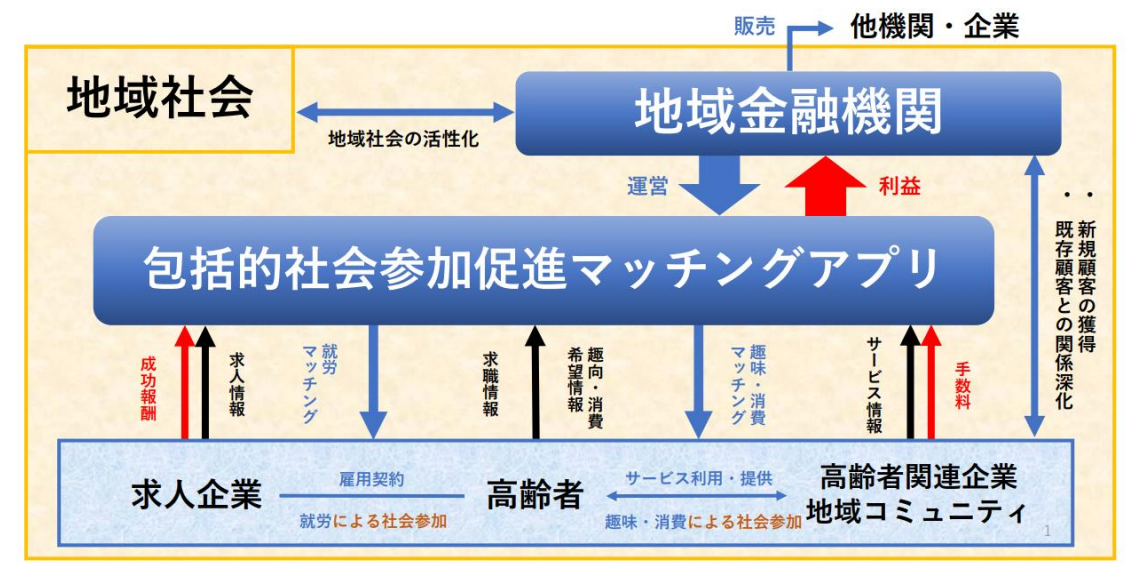 販売
他機関・企業
地域社会
地域金融機関
地域社会の活性化
運営
利益
・新規顧客の獲得
・既存顧客との関係深化
包括的社会参加促進マッチングアプリ
成功報酬
求人情報
就労
マッチング
求職情報
趣向・消費
希望情報
趣味・消費
マッチング
サービス情報
手数料
求人企業
雇用契約
就労による社会参加
高齢者
サービス利用・提供
趣味・消費による社会参加
高齢者関連企業
地域コミュニティ
1